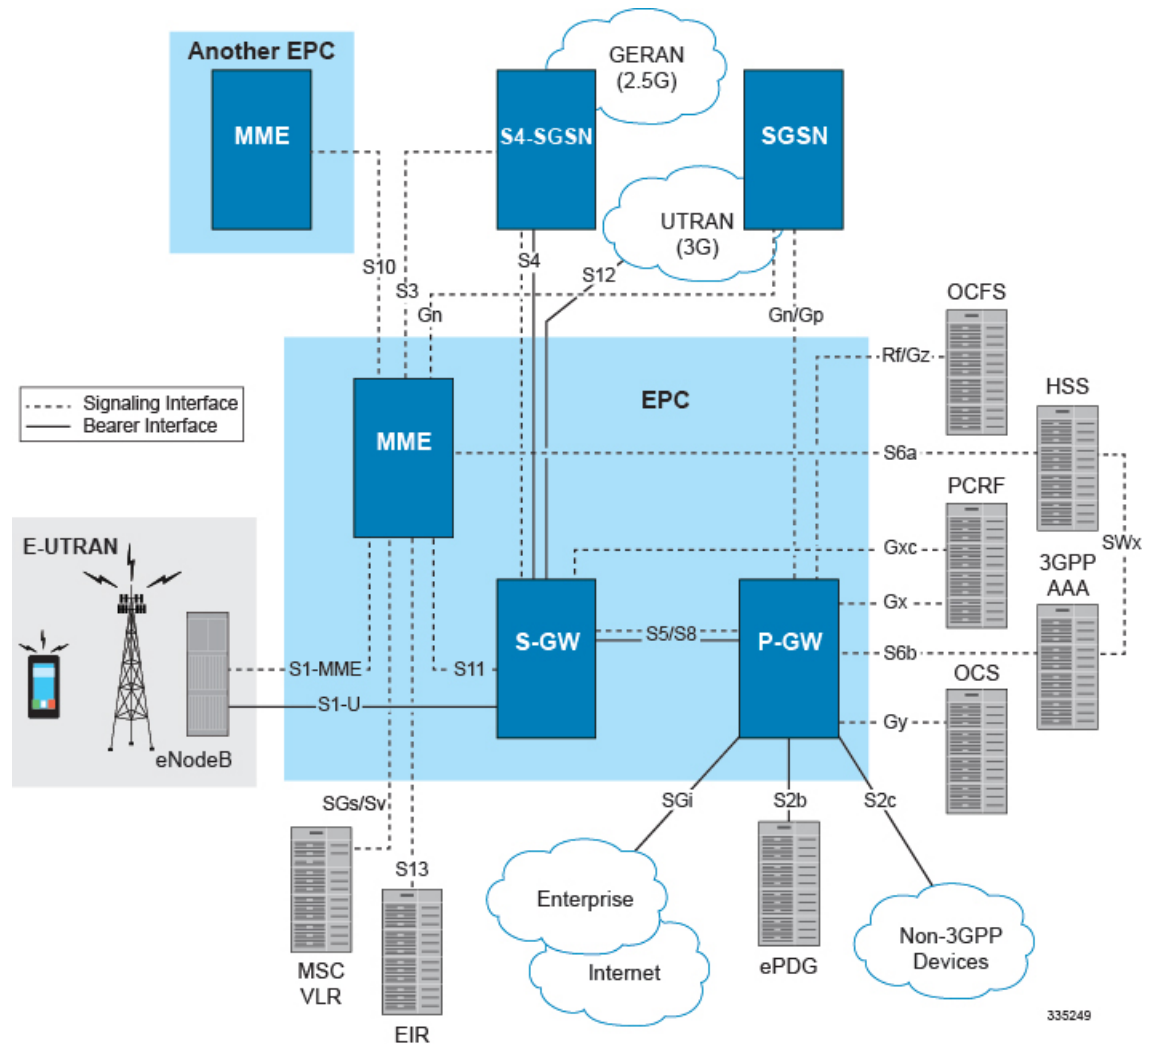 Another EPC
MME
S4-SGSN
GERAN
(2.5G)
SGSN
UTRAN
(3G)
S10
S3
Gn
S4
S12
Gn/Gp
OCFS
Rf/Gz
HSS
Signaling Interface
Bearer Interface
EPC
MME
S6a
PCRF
Gxc
SWx
3GPP
AAA
E-UTRAN
S-GW
S5/S8
P-GW
Gx
S6b
S1-MME
S11
OCS
S1-U
Gy
eNodeB
SGs/Sv
SGi
S2b
S2c
S13
Enterprise
Internet
ePDG
Non-3GPP
Devices
MSC
VLR
EIR
335249